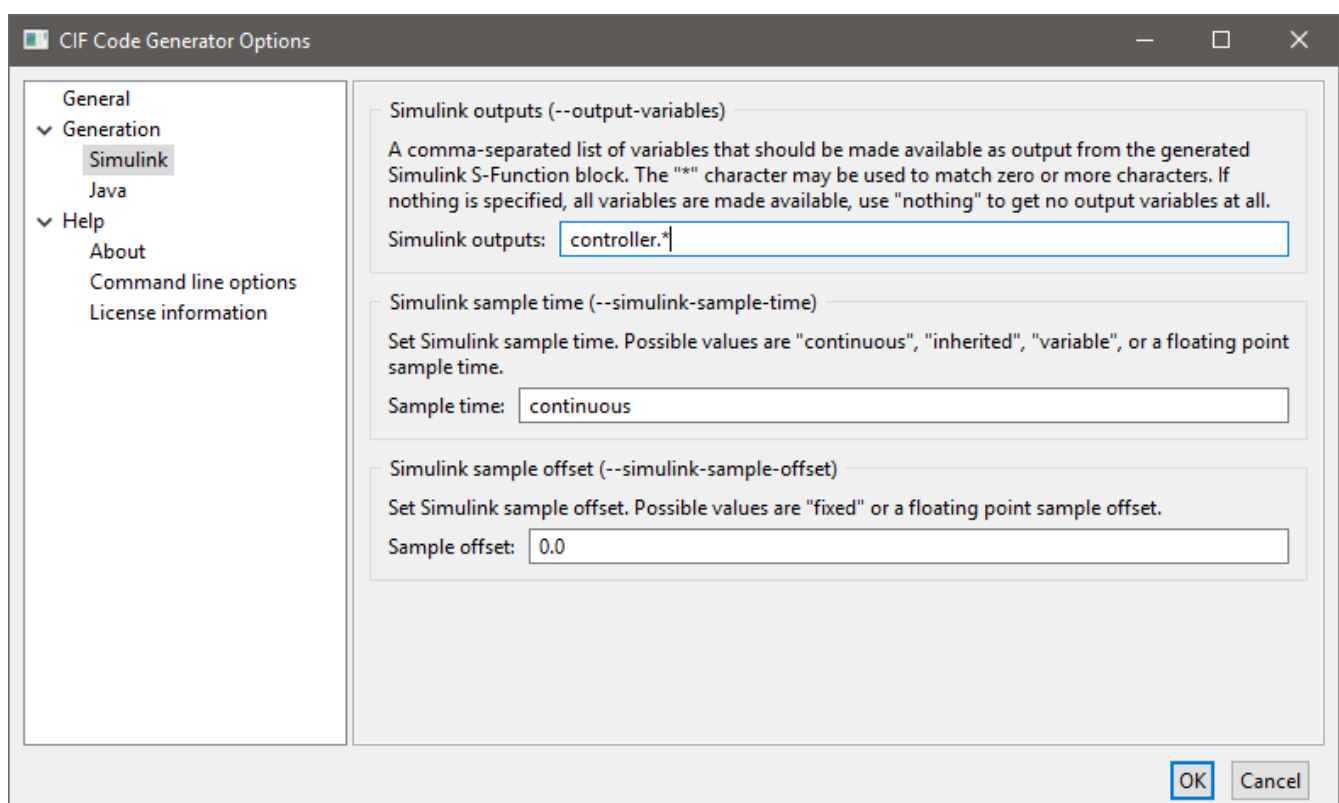 CIF Code Generator Options
General
Generation
Simulink
Java
Help
About
Command line options
License information
Simulink outputs (--output-variables)
A comma-separated list of variables that should be made available as output from the generated
Simulink S-Function block. The "*" character may be used to match zero or more characters. If
nothing is specified, all variables are made available, use "nothing" to get no output variables at all.
Simulink outputs: controller.*
Simulink sample time (--simulink-sample-time)
Set Simulink sample time. Possible values are "continuous", "inherited", "variable", or a floating point
sample time.
Sample time: continuous
Simulink sample offset (--simulink-sample-offset)
Set Simulink sample offset. Possible values are "fixed" or a floating point sample offset.
Sample offset: 0.0
OK Cancel